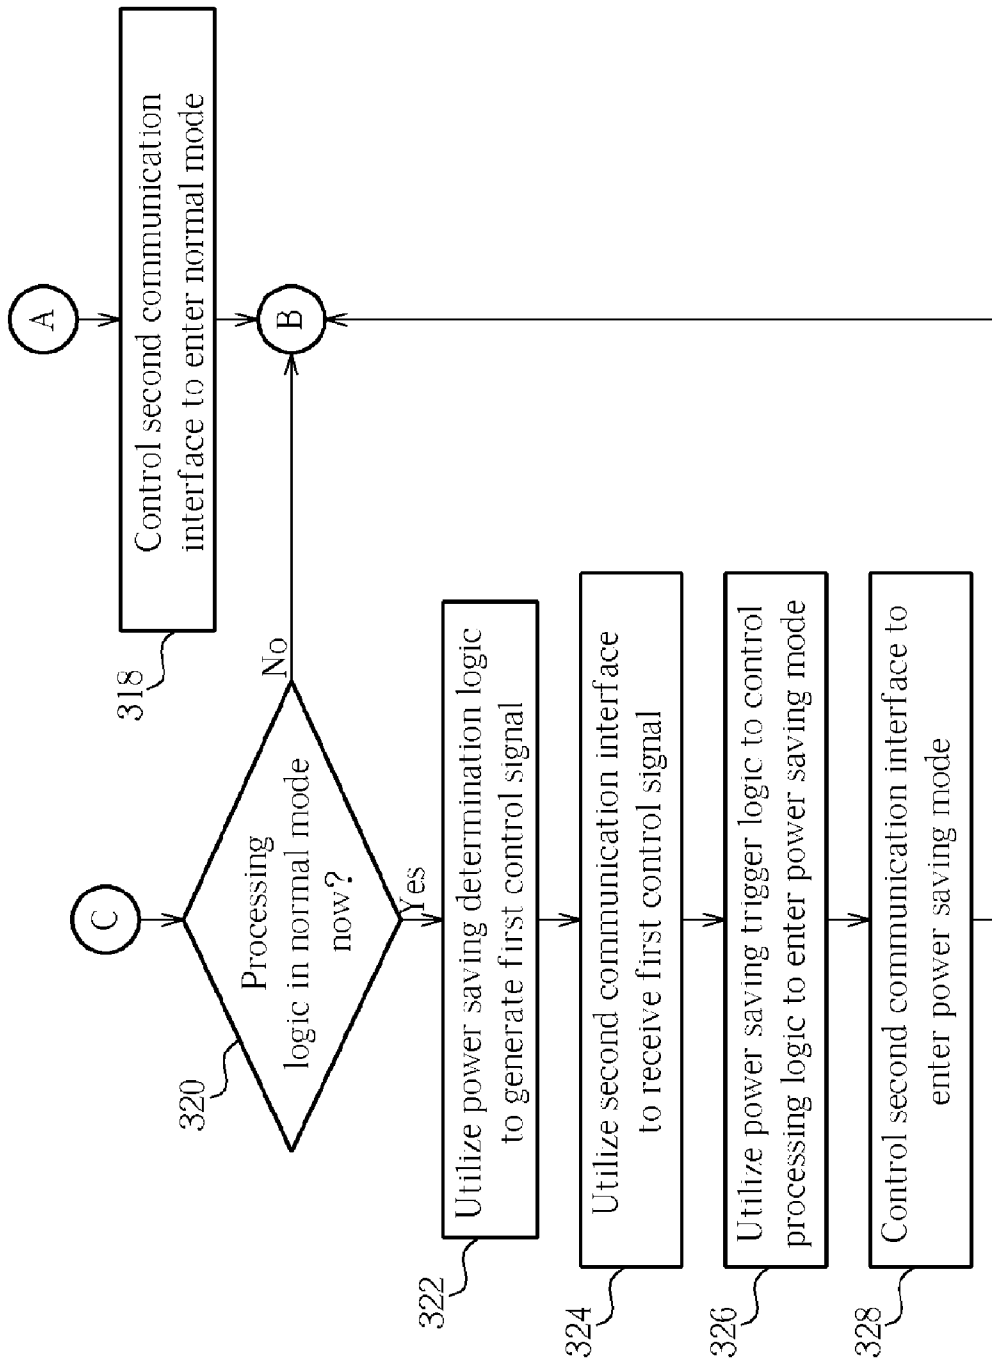 A
Control second communication
interface to enter normal mode
318
B
C
Processing
logic in normal mode
now?
320
No
Yes
Utilize power saving determination logic
to generate first control signal
322
Utilize second communication interface
to receive first control signal
324
Utilize power saving trigger logic to control
processing logic to enter power saving mode
326
Control second communication interface to
enter power saving mode
328